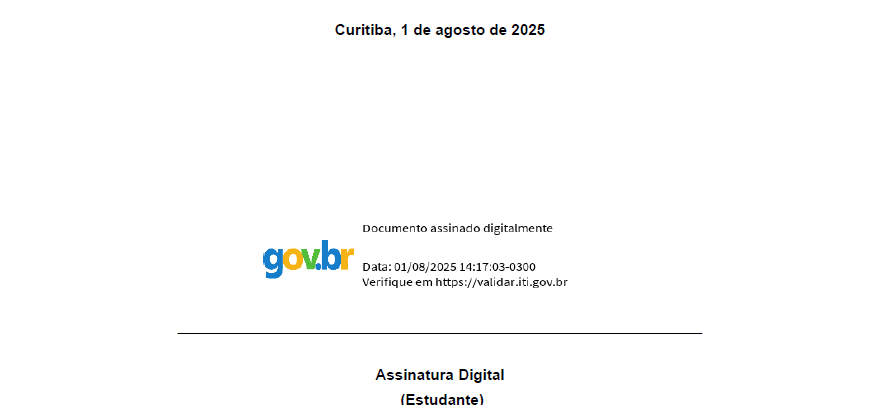 Curitiba, 1 de agosto de 2025
Documento assinado digitalmente
gov.br
Data: 01/08/2025 14:17:03-0300
Verifique em https://validar.iti.gov.br
Assinatura Digital
(Estudante)